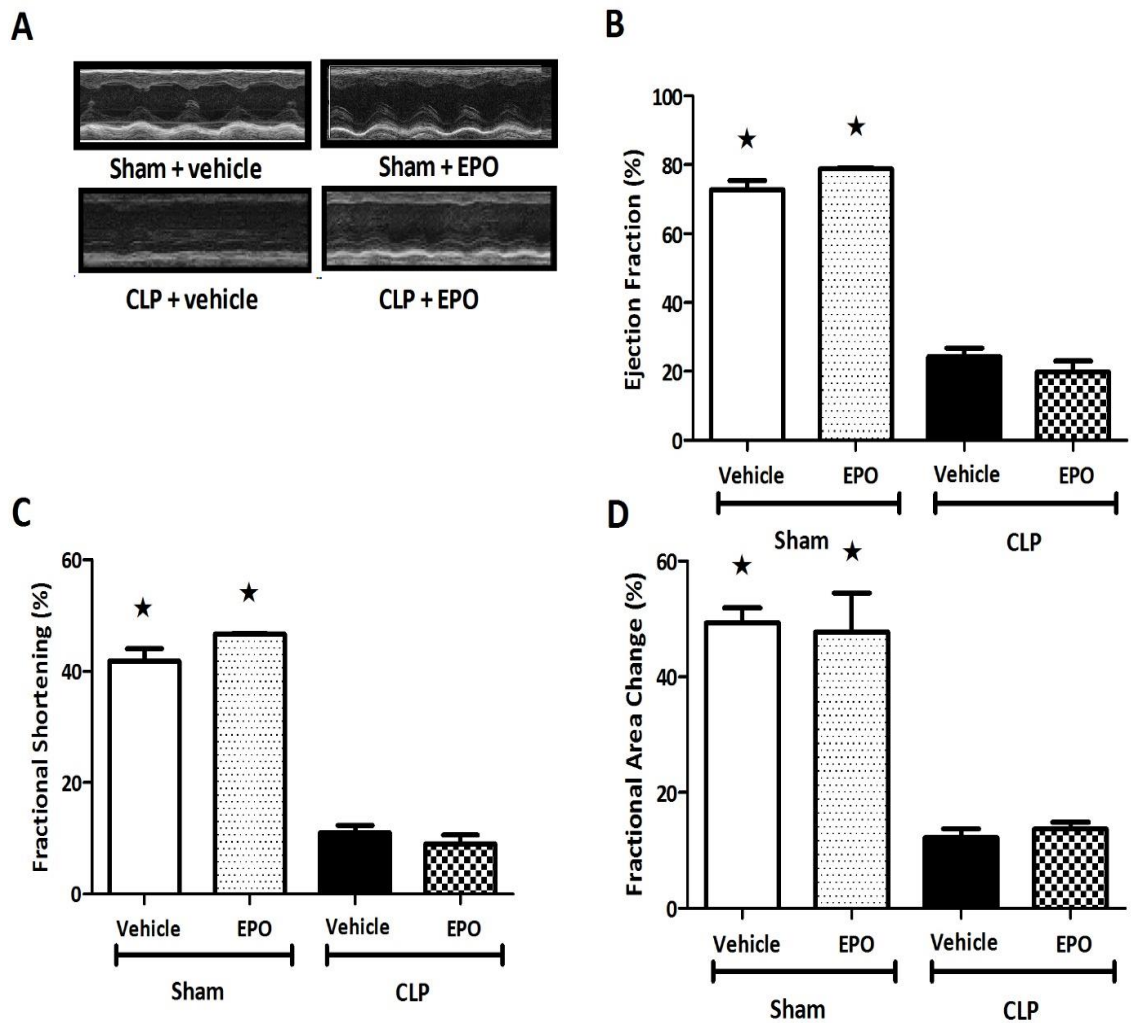 A
Sham + vehicle
Sham + EPO
CLP + vehicle
CLP + EPO
B
Ejection Fraction (%)
100
80
60
40
20
0
Vehicle
EPO
Vehicle
EPO
Sham
CLP
C
Fractional Shortening (%)
60
40
20
0
Vehicle
EPO
Vehicle
EPO
Sham
CLP
D
Fractional Area Change (%)
60
40
20
0
Vehicle
EPO
Vehicle
EPO
Sham
CLP